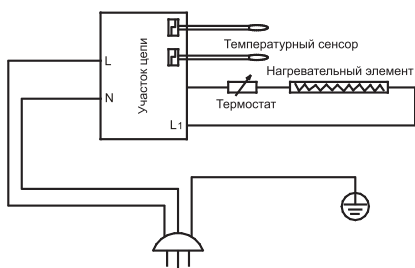 Температурный сенсор
L
Участок цепи
Нагревательный элемент
N
Термостат
L1